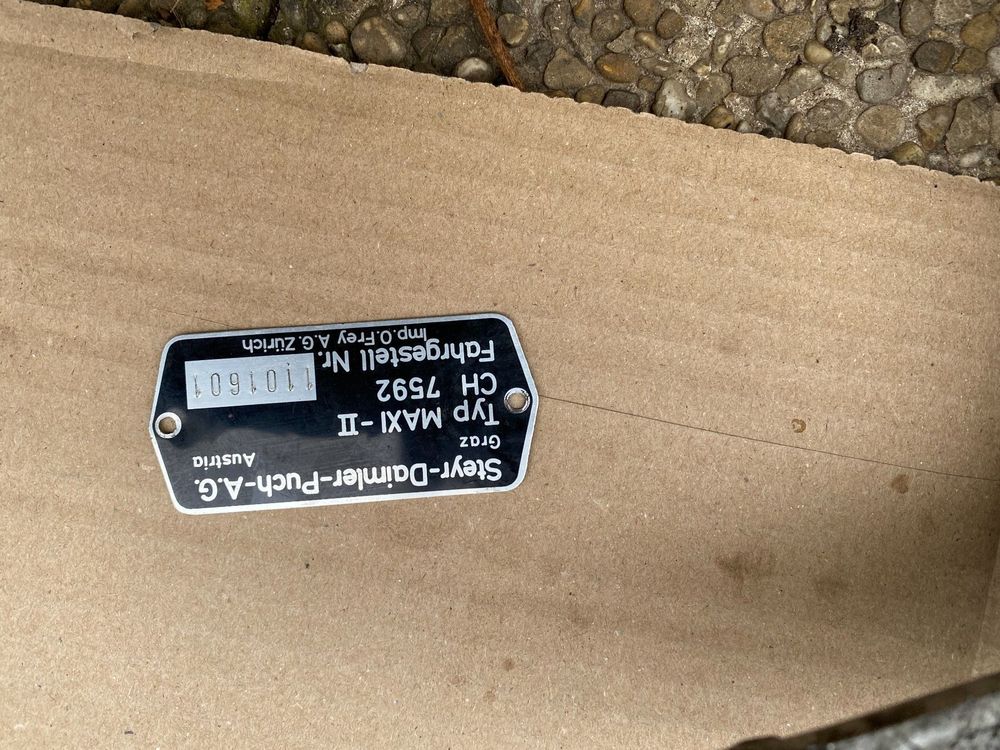 Steyr-Daimler-Puch-A.G.
Graz Austria
Typ MAXI-II
CH 7592
Fahrgestell Nr. 1101601
Imp.O.Frey A.G.Zürich